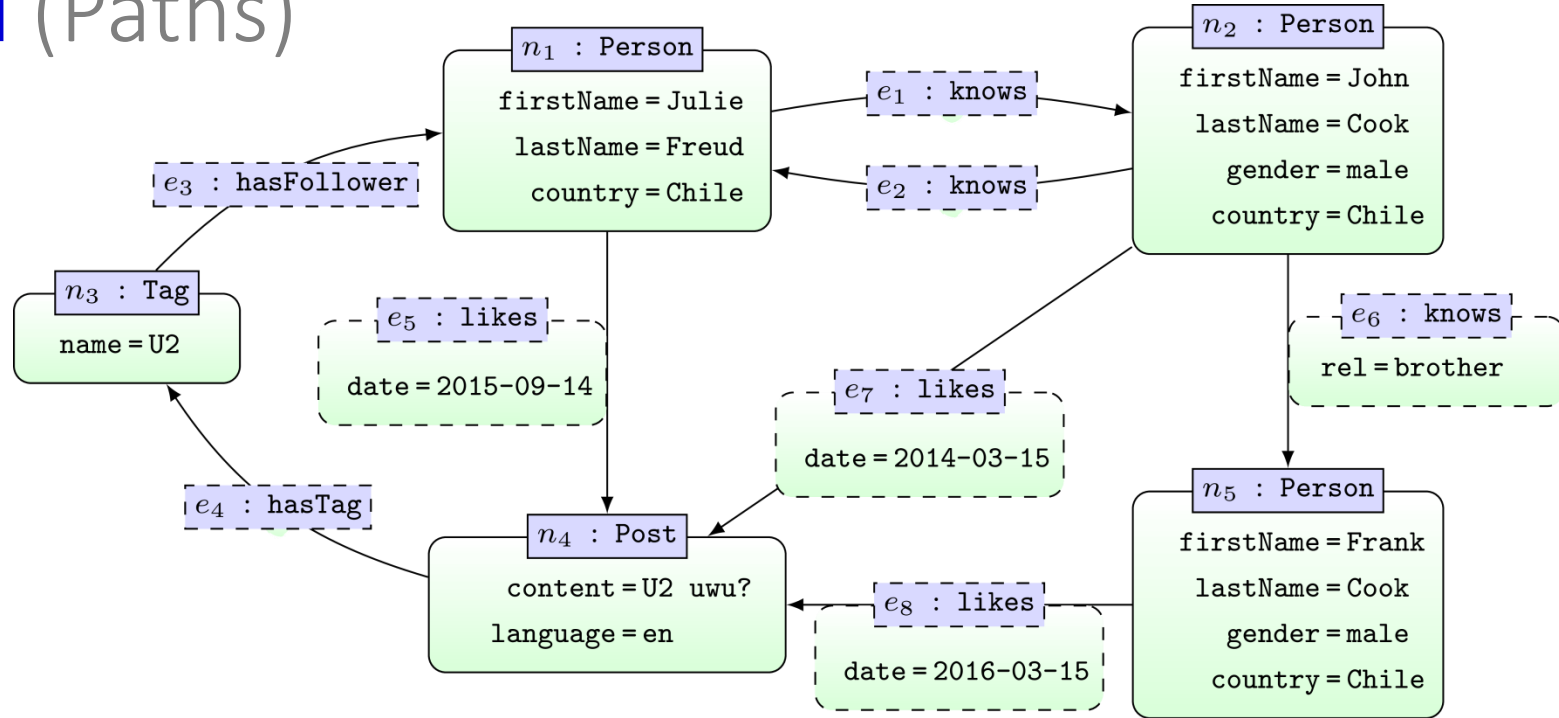 (Paths)
n₁ : Person
firstName = Julie
lastName = Freud
country = Chile
e₁ : knows
e₂ : knows
n₂ : Person
firstName = John
lastName = Cook
gender = male
country = Chile
e₃ : hasFollower
n₃ : Tag
name = U2
e₅ : likes
date = 2015-09-14
e₇ : likes
date = 2014-03-15
e₆ : knows
rel = brother
e₄ : hasTag
n₄ : Post
content = U2 uwu?
language = en
e₈ : likes
date = 2016-03-15
n₅ : Person
firstName = Frank
lastName = Cook
gender = male
country = Chile